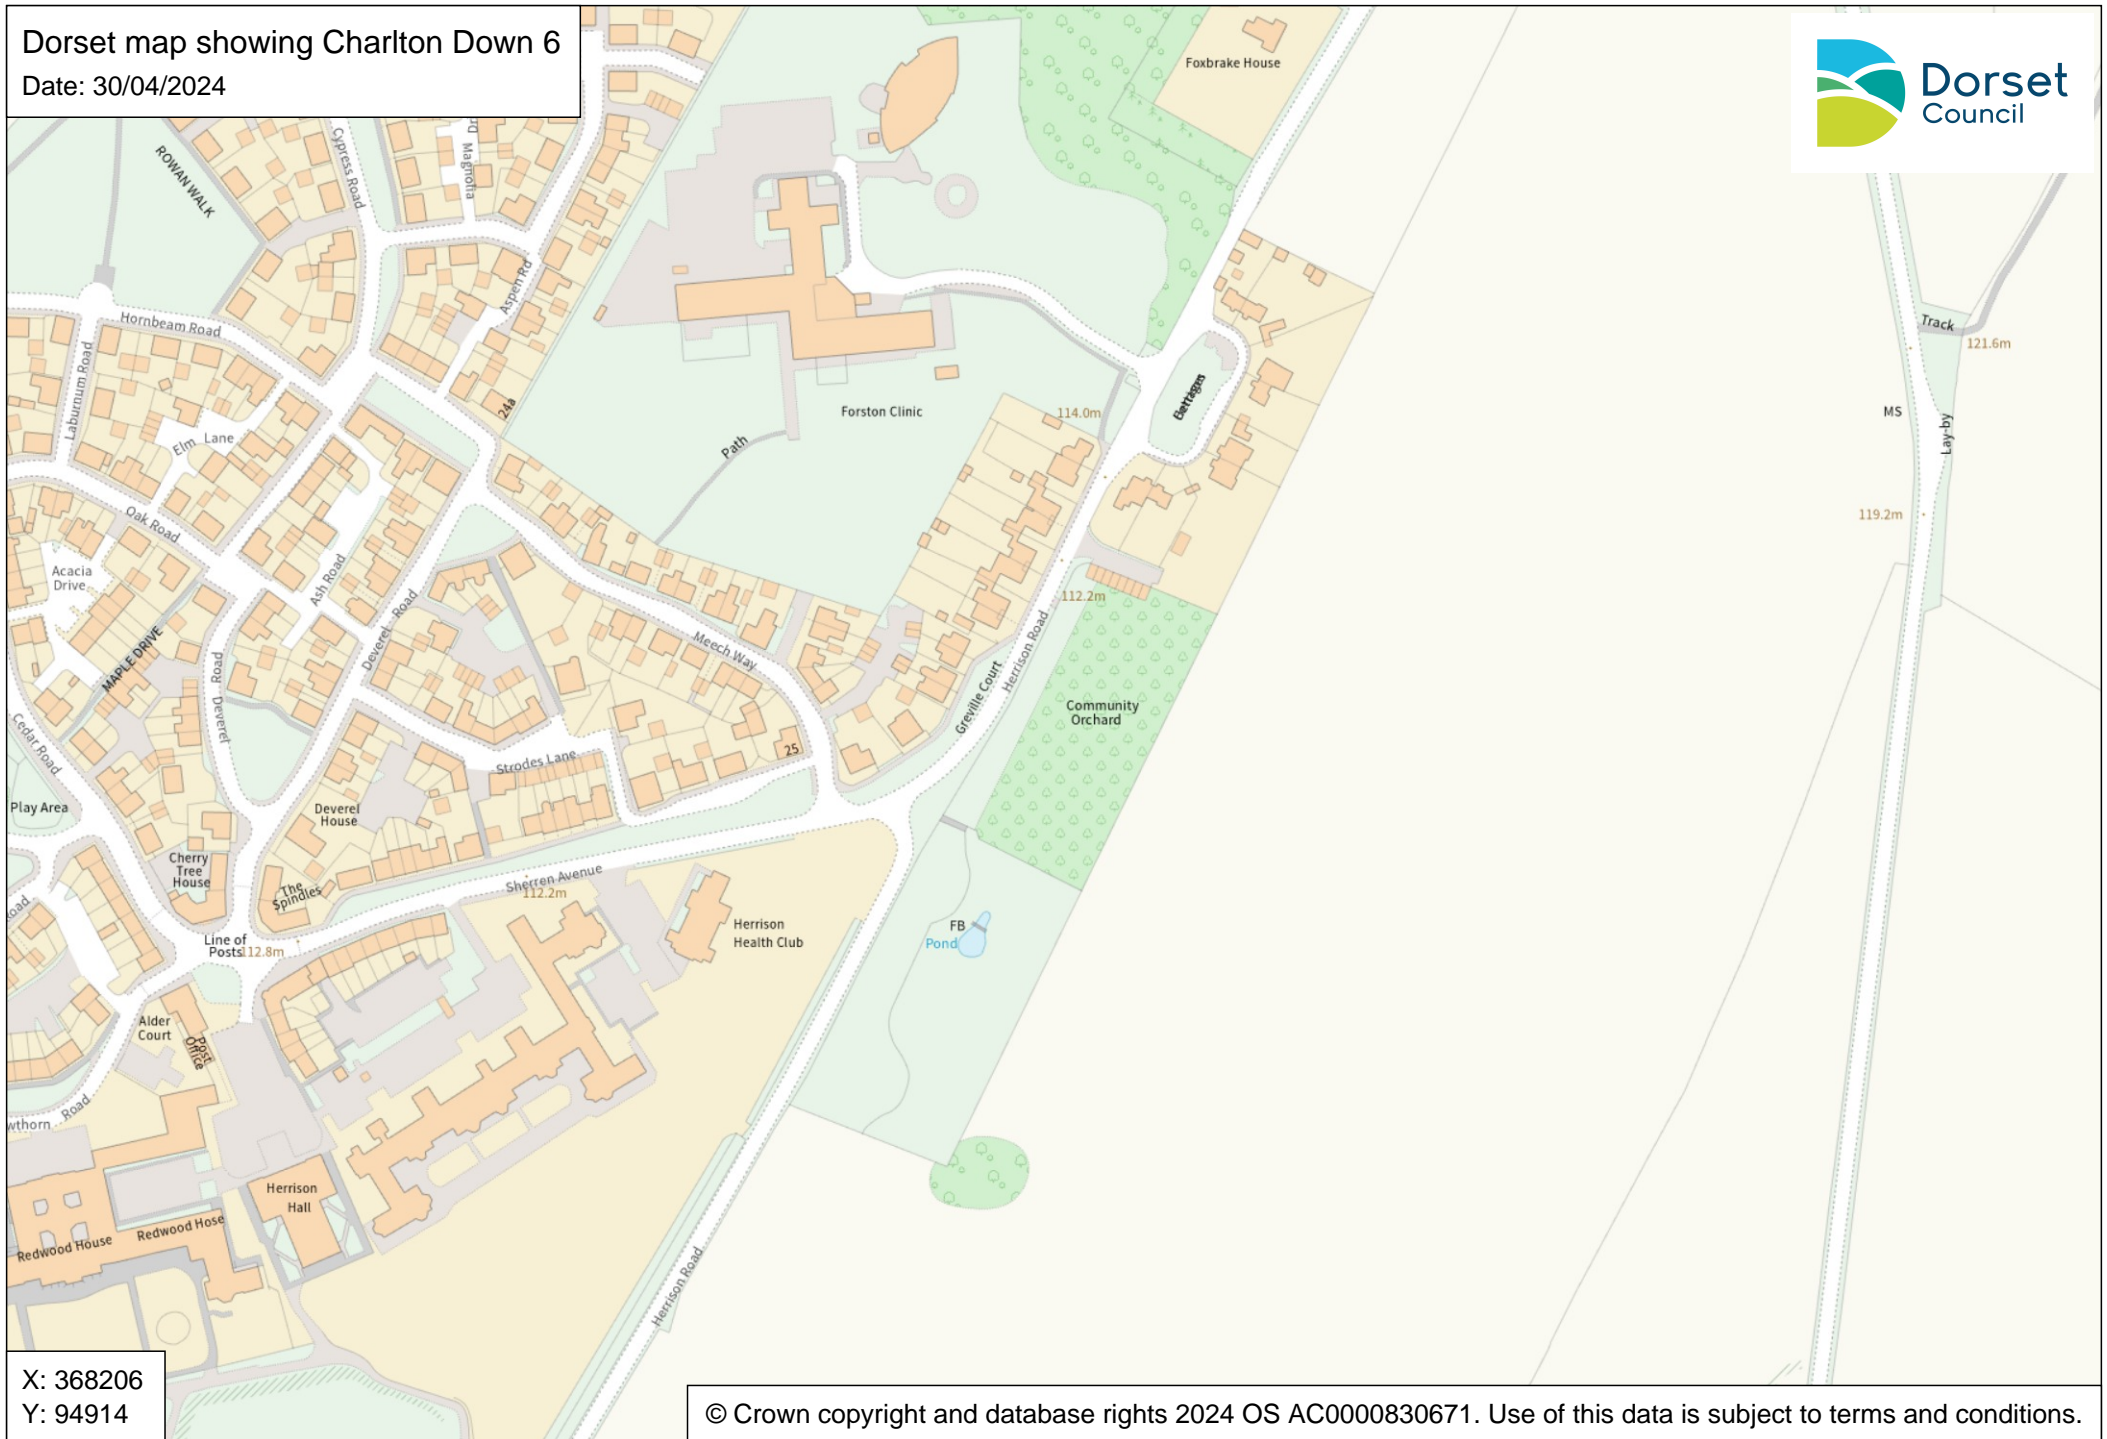 Dorset map showing Charlton Down 6
Date: 30/04/2024
Dorset
Council
Foxbrake House
ROWAN WALK
Cypress Road
Magnolia
Aspen Rd
Hornbeam Road
Laburnum Road
Elm Lane
24a
Path
Forston Clinic
114.0m
Cottages
Track
121.6m
MS
Lay-by
119.2m
Oak Road
Acacia
Drive
Ash Road
MAPLE DRIVE
Deverel Road
Meech Way
112.2m
Herrison Road
Greville Court
Community
Orchard
Road
Deverel
Cedar Road
25
Strodes Lane
Play Area
Deverel
House
Cherry
Tree
House
The
Spindles
Sherren Avenue
112.2m
Herrison
Health Club
FB
Pond
Line of
Posts
112.8m
oad
Alder
Court
Post
Office
wthorn Road
Herrison
Hall
Redwood House
Redwood Hose
Herrison Road
X: 368206
Y: 94914
© Crown copyright and database rights 2024 OS AC0000830671. Use of this data is subject to terms and conditions.